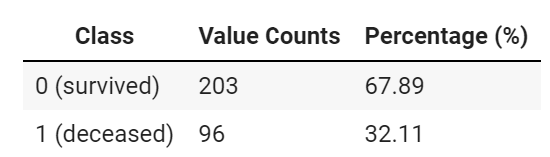 Class Value Counts Percentage (%)
0 (survived) 203 67.89
1 (deceased) 96 32.11